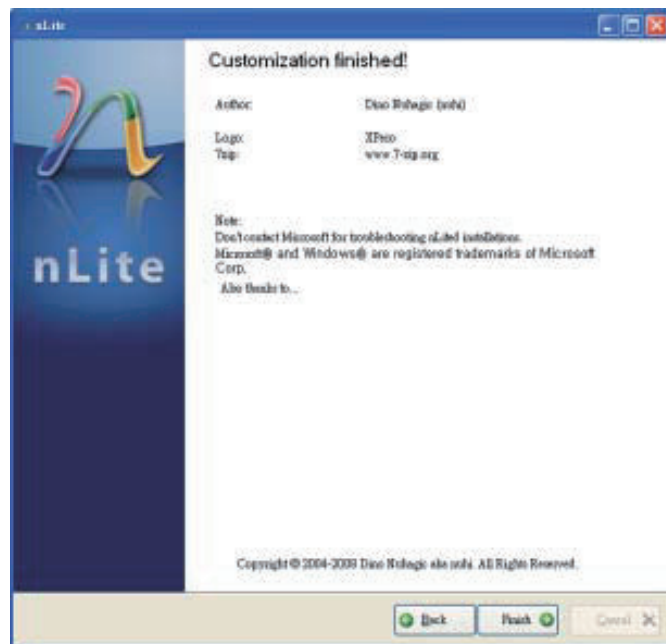 nLite
Customization finished!
Author: Dino Nuhagic (nuhi)
Logo: XPero
7zip: www.7-zip.org
nLite
Note:
Don't contact Microsoft for troubleshooting nLited installations.
Microsoft® and Windows® are registered trademarks of Microsoft
Corp.
Also thanks to...
Copyright © 2004-2008 Dino Nuhagic aka nuhi. All Rights Reserved.
Back Finish Cancel